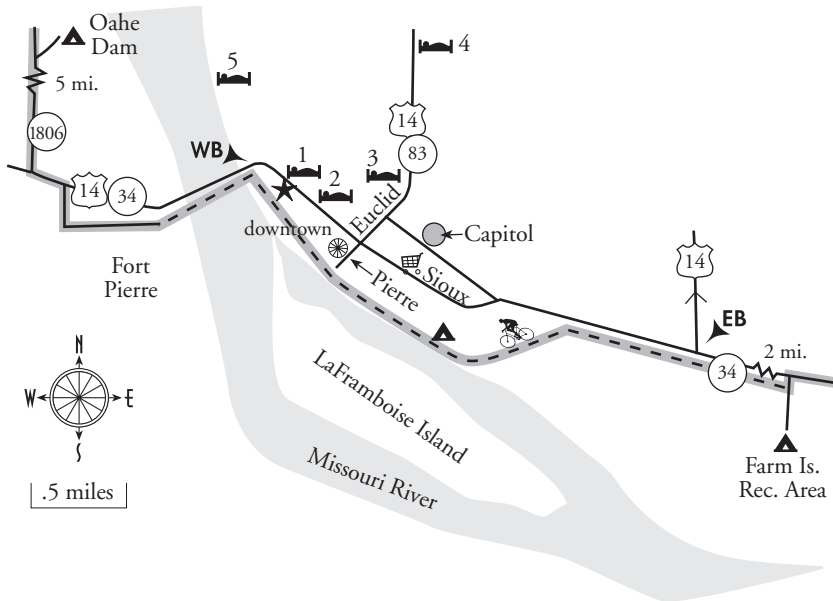 Oahe
Dam
5 mi.
1806
14
34
WB
5
1
2
3
4
14
83
Euclid
downtown
Capitol
Pierre
Sioux
Fort
Pierre
14
EB
2 mi.
34
Farm Is.
Rec. Area
LaFramboise Island
Missouri River
N
W
E
S
.5 miles